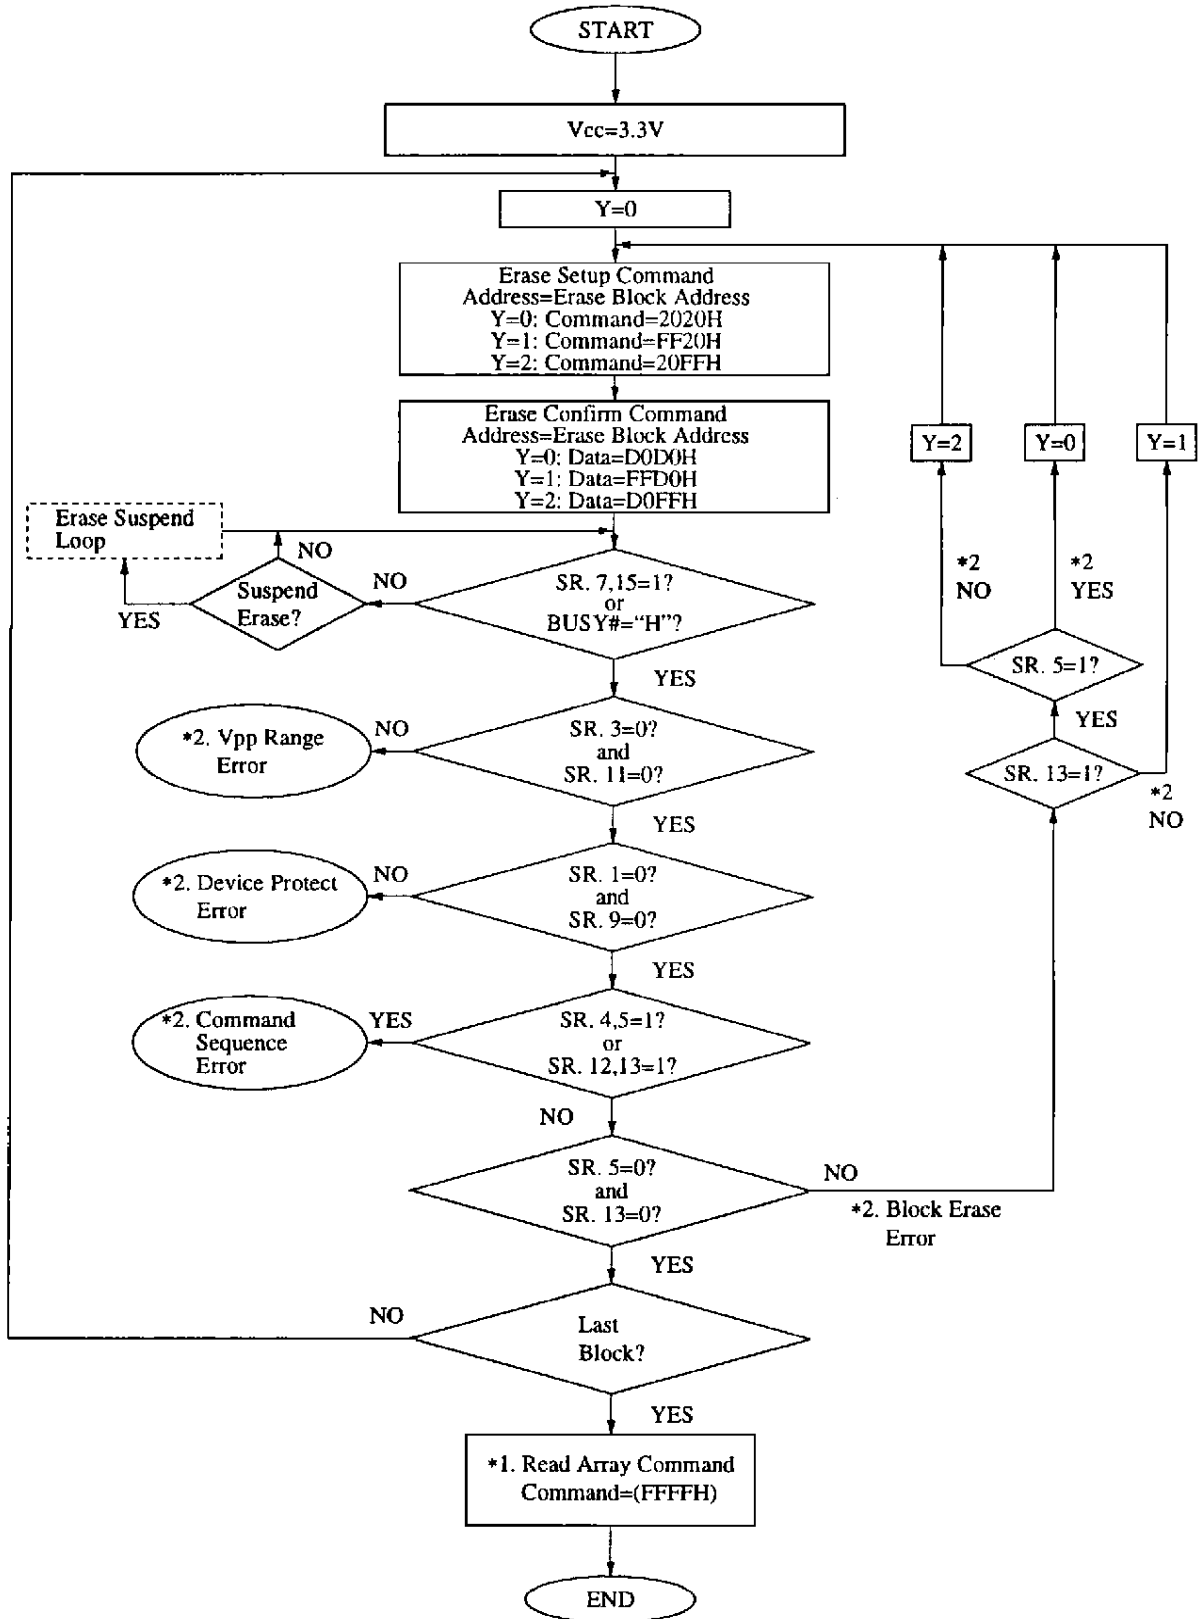 START
Vcc=3.3V
Y=0
Erase Setup Command
Address=Erase Block Address
Y=0: Command=2020H
Y=1: Command=FF20H
Y=2: Command=20FFH
Erase Confirm Command
Address=Erase Block Address
Y=0: Data=D0D0H
Y=1: Data=FFD0H
Y=2: Data=D0FFH
Y=2
Y=0
Y=1
Erase Suspend
Loop
NO
YES
Suspend
Erase?
NO
SR. 7,15=1?
or
BUSY#="H"?
YES
*2
NO
*2
YES
SR. 5=1?
YES
SR. 13=1?
*2
NO
*2. Vpp Range
Error
NO
SR. 3=0?
and
SR. 11=0?
YES
*2. Device Protect
Error
NO
SR. 1=0?
and
SR. 9=0?
YES
*2. Command
Sequence
Error
YES
SR. 4,5=1?
or
SR. 12,13=1?
NO
SR. 5=0?
and
SR. 13=0?
NO
*2. Block Erase
Error
YES
NO
Last
Block?
YES
*1. Read Array Command
Command=(FFFFH)
END